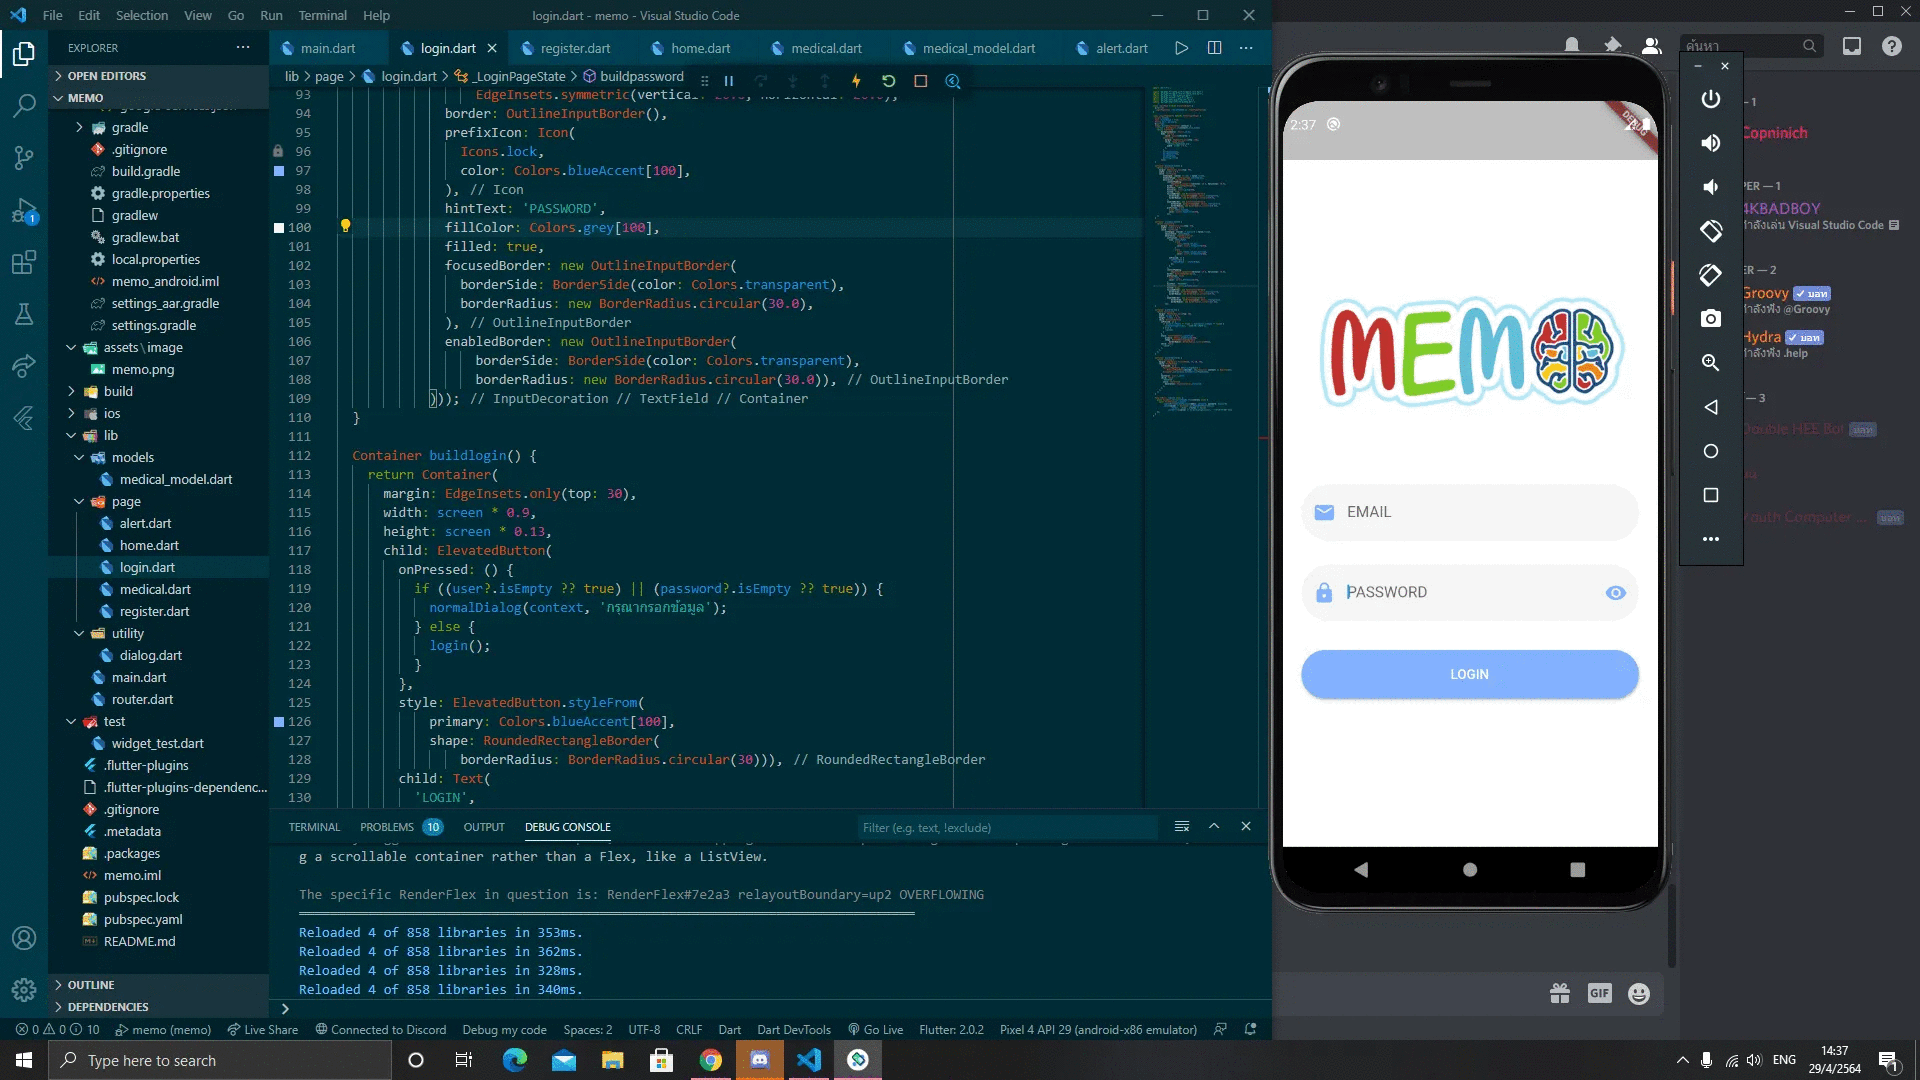 File Edit Selection View Go Run Terminal Help
login.dart - memo - Visual Studio Code
EXPLORER
OPEN EDITORS
MEMO
gradle
.gitignore
build.gradle
gradle.properties
gradlew
gradlew.bat
local.properties
memo_android.iml
settings_aar.gradle
settings.gradle
assets\image
memo.png
build
ios
lib
models
medical_model.dart
page
alert.dart
home.dart
login.dart
medical.dart
register.dart
utility
dialog.dart
main.dart
router.dart
test
widget_test.dart
.flutter-plugins
.flutter-plugins-dependenc...
.gitignore
.metadata
.packages
memo.iml
pubspec.lock
pubspec.yaml
README.md
OUTLINE
DEPENDENCIES
main.dart login.dart register.dart home.dart medical.dart medical_model.dart alert.dart
lib > page > login.dart > _LoginPageState > buildpassword
93 EdgeInsets.symmetric(vertical:
94 border: OutlineInputBorder(),
95 prefixIcon: Icon(
96 Icons.lock,
97 color: Colors.blueAccent[100],
98 ), // Icon
99 hintText: 'PASSWORD',
100 fillColor: Colors.grey[100],
101 filled: true,
102 focusedBorder: new OutlineInputBorder(
103 borderSide: BorderSide(color: Colors.transparent),
104 borderRadius: new BorderRadius.circular(30.0),
105 ), // OutlineInputBorder
106 enabledBorder: new OutlineInputBorder(
107 borderSide: BorderSide(color: Colors.transparent),
108 borderRadius: new BorderRadius.circular(30.0)), // OutlineInputBorder
109 ))); // InputDecoration // TextField // Container
110 }
111
112 Container buildlogin() {
113 return Container(
114 margin: EdgeInsets.only(top: 30),
115 width: screen * 0.9,
116 height: screen * 0.13,
117 child: ElevatedButton(
118 onPressed: () {
119 if ((user?.isEmpty ?? true) || (password?.isEmpty ?? true)) {
120 normalDialog(context, 'กรุณากรอกข้อมูล');
121 } else {
122 login();
123 }
124 },
125 style: ElevatedButton.styleFrom(
126 primary: Colors.blueAccent[100],
127 shape: RoundedRectangleBorder(
128 borderRadius: BorderRadius.circular(30))), // RoundedRectangleBorder
129 child: Text(
130 'LOGIN',
TERMINAL PROBLEMS 10 OUTPUT DEBUG CONSOLE
Filter (e.g. text, !exclude)
g a scrollable container rather than a Flex, like a ListView.
The specific RenderFlex in question is: RenderFlex#7e2a3 relayoutBoundary=up2 OVERFLOWING
Reloaded 4 of 858 libraries in 353ms.
Reloaded 4 of 858 libraries in 362ms.
Reloaded 4 of 858 libraries in 328ms.
Reloaded 4 of 858 libraries in 340ms.
0 0 10 memo (memo) Live Share Connected to Discord Debug my code Spaces: 2 UTF-8 CRLF Dart Dart DevTools Go Live Flutter: 2.0.2 Pixel 4 API 29 (android-x86 emulator)
2:37
DEBUG
MEMO
EMAIL
PASSWORD
LOGIN
ค้นหา
— 1
Copninich
PER — 1
4KBADBOY
กำลังเล่น Visual Studio Code
ER — 2
Groovy บอท
กำลังฟัง @Groovy
Hydra บอท
กำลังฟัง .help
— 3
Double HEE Bot บอท
Youth Computer ... บอท
GIF
Type here to search
ENG
14:37
29/4/2564
1